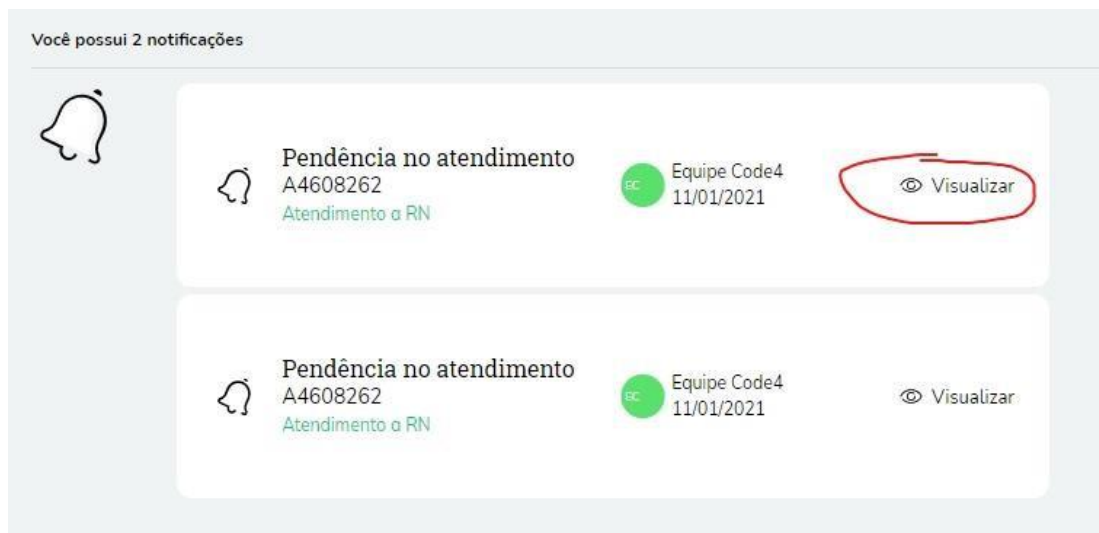 Você possui 2 notificações
Pendência no atendimento
A4608262
Atendimento a RN
EC
Equipe Code4
11/01/2021
Visualizar
Pendência no atendimento
A4608262
Atendimento a RN
EC
Equipe Code4
11/01/2021
Visualizar